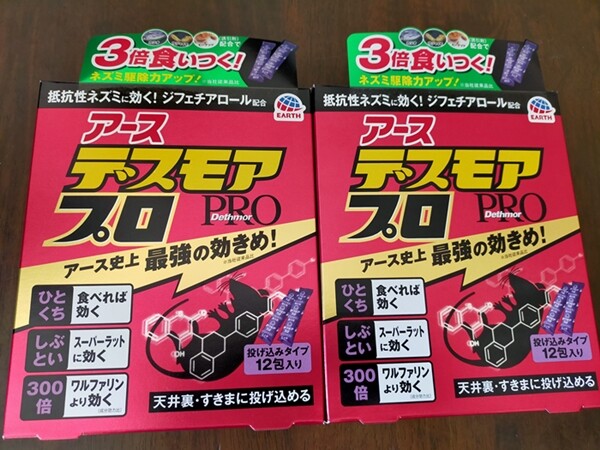 配合で
3倍食いつく!
ネズミ駆除力アップ!
抵抗性ネズミに効く!ジフェチアロール配合
EARTH
アース
デスモア
プロ
PRO
Dethmor
アース史上 最強の効きめ!
ひとくち
食べれば
効く
しぶとい
スーパーラット
に効く
300倍
ワルファリン
より効く
OH
投げ込みタイプ
12包入り
天井裏・すきまに投げ込める
配合で
3倍食いつく!
ネズミ駆除力アップ!
抵抗性ネズミに効く!ジフェチアロール配合
EARTH
アース
デスモア
プロ
PRO
Dethmor
アース史上 最強の効きめ!
ひとくち
食べれば
効く
しぶとい
スーパーラット
に効く
300倍
ワルファリン
より効く
OH
投げ込みタイプ
12包入り
天井裏・すきまに投げ込める